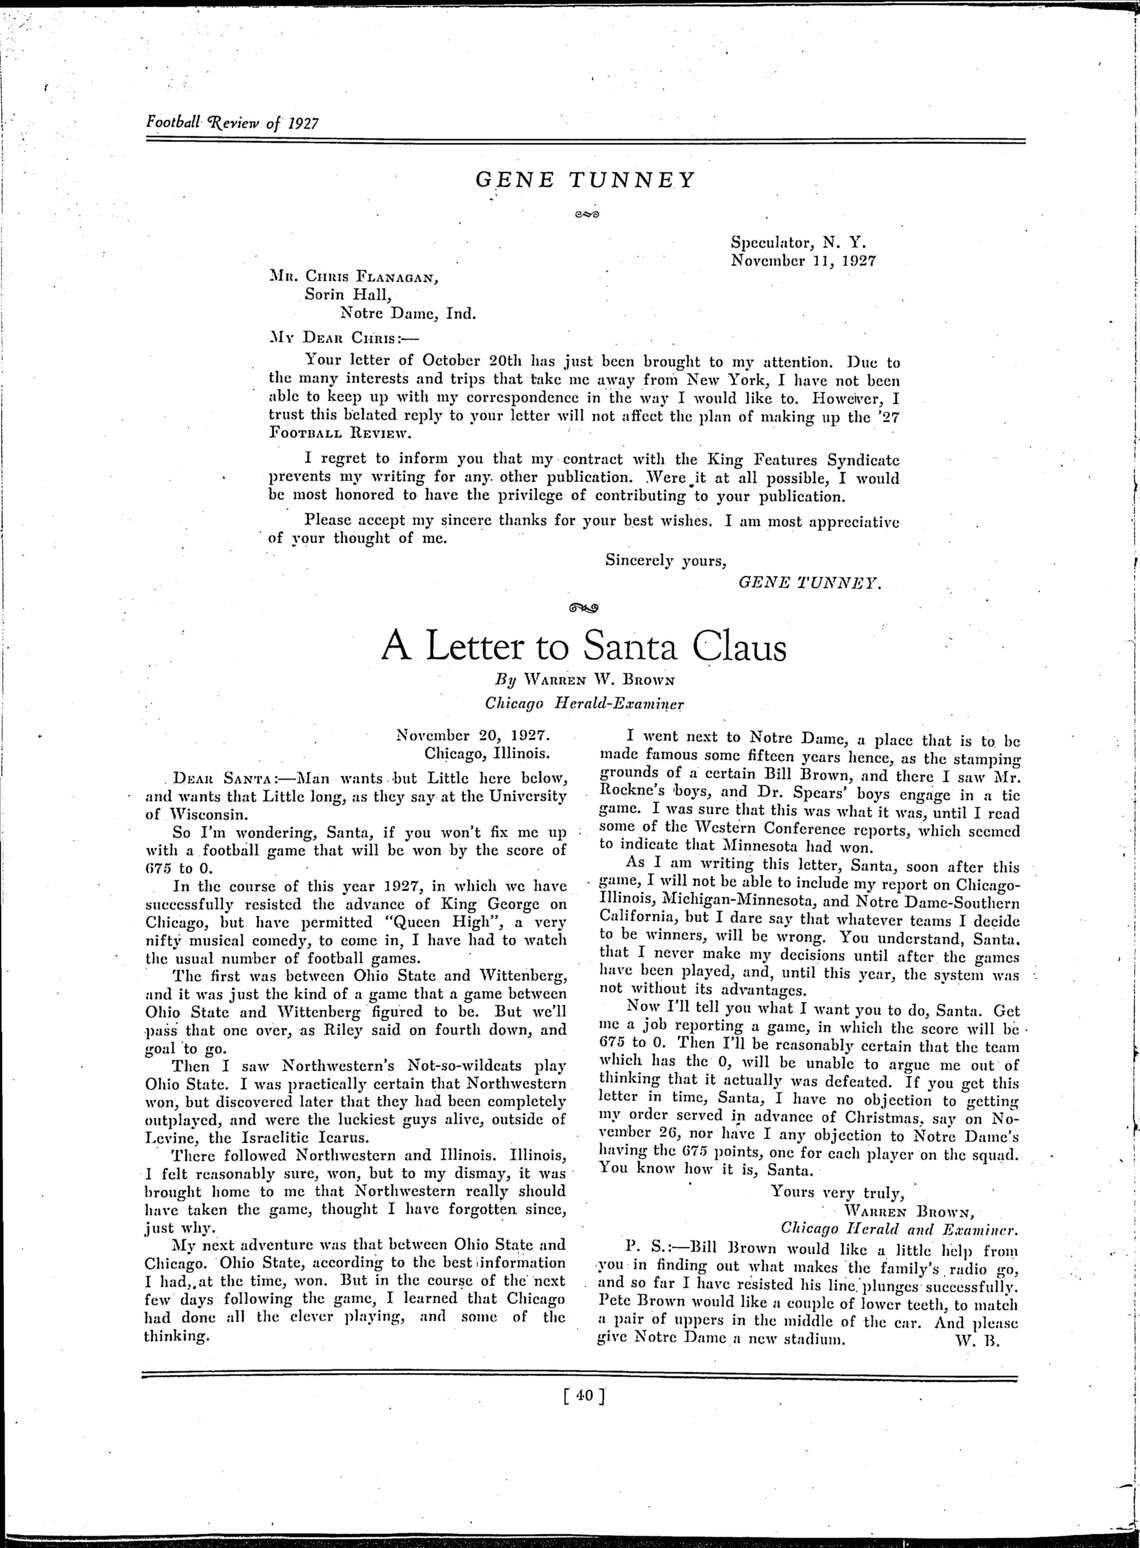 Football Review of 1927
GENE TUNNEY
Speculator, N. Y.
November 11, 1927
MR. CHRIS FLANAGAN,
Sorin Hall,
Notre Dame, Ind.
MY DEAR CHRIS:—
Your letter of October 20th has just been brought to my attention. Due to
the many interests and trips that take me away from New York, I have not been
able to keep up with my correspondence in the way I would like to. However, I
trust this belated reply to your letter will not affect the plan of making up the '27
FOOTBALL REVIEW.
I regret to inform you that my contract with the King Features Syndicate
prevents my writing for any other publication. Were it at all possible, I would
be most honored to have the privilege of contributing to your publication.
Please accept my sincere thanks for your best wishes. I am most appreciative
of your thought of me.
Sincerely yours,
GENE TUNNEY.
A Letter to Santa Claus
By WARREN W. BROWN
Chicago Herald-Examiner
November 20, 1927.
Chicago, Illinois.
DEAR SANTA:—Man wants but Little here below,
and wants that Little long, as they say at the University
of Wisconsin.
So I'm wondering, Santa, if you won't fix me up
with a football game that will be won by the score of
675 to 0.
In the course of this year 1927, in which we have
successfully resisted the advance of King George on
Chicago, but have permitted "Queen High", a very
nifty musical comedy, to come in, I have had to watch
the usual number of football games.
The first was between Ohio State and Wittenberg,
and it was just the kind of a game that a game between
Ohio State and Wittenberg figured to be. But we'll
pass that one over, as Riley said on fourth down, and
goal to go.
Then I saw Northwestern's Not-so-wildcats play
Ohio State. I was practically certain that Northwestern
won, but discovered later that they had been completely
outplayed, and were the luckiest guys alive, outside of
Levine, the Israelitic Icarus.
There followed Northwestern and Illinois. Illinois,
I felt reasonably sure, won, but to my dismay, it was
brought home to me that Northwestern really should
have taken the game, thought I have forgotten since,
just why.
My next adventure was that between Ohio State and
Chicago. Ohio State, according to the best information
I had, at the time, won. But in the course of the next
few days following the game, I learned that Chicago
had done all the clever playing, and some of the
thinking.
I went next to Notre Dame, a place that is to be
made famous some fifteen years hence, as the stamping
grounds of a certain Bill Brown, and there I saw Mr.
Rockne's boys, and Dr. Spears' boys engage in a tie
game. I was sure that this was what it was, until I read
some of the Western Conference reports, which seemed
to indicate that Minnesota had won.
As I am writing this letter, Santa, soon after this
game, I will not be able to include my report on Chicago-
Illinois, Michigan-Minnesota, and Notre Dame-Southern
California, but I dare say that whatever teams I decide
to be winners, will be wrong. You understand, Santa,
that I never make my decisions until after the games
have been played, and, until this year, the system was
not without its advantages.
Now I'll tell you what I want you to do, Santa. Get
me a job reporting a game, in which the score will be
675 to 0. Then I'll be reasonably certain that the team
which has the 0, will be unable to argue me out of
thinking that it actually was defeated. If you get this
letter in time, Santa, I have no objection to getting
my order served in advance of Christmas, say on No-
vember 26, nor have I any objection to Notre Dame's
having the 675 points, one for each player on the squad.
You know how it is, Santa.
Yours very truly,
WARREN BROWN,
Chicago Herald and Examiner.
P. S.:—Bill Brown would like a little help from
you in finding out what makes the family's radio go,
and so far I have resisted his line plunges successfully.
Pete Brown would like a couple of lower teeth, to match
a pair of uppers in the middle of the ear. And please
give Notre Dame a new stadium. W. B.
[ 40 ]